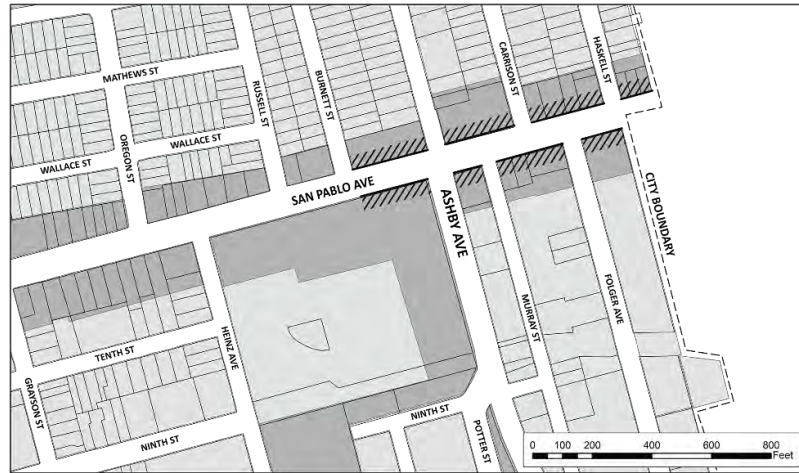 MATHEWS ST
WALLACE ST
WALLACE ST
OREGON ST
RUSSELL ST
BURNETT ST
CARRISON ST
HASKELL ST
SAN PABLO AVE
ASHBY AVE
CITY BOUNDARY
MURRAY ST
FOLGER AVE
HEINZ AVE
TENTH ST
GRAYSON ST
NINTH ST
NINTH ST
POTTER ST
0 100 200 400 600 800
Feet